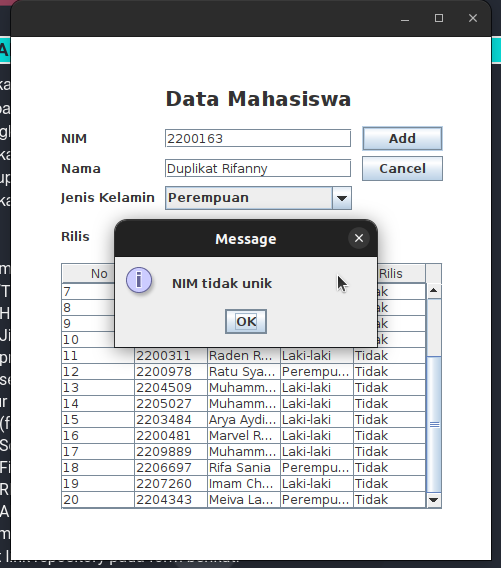 Data Mahasiswa
NIM 2200163 Add
Nama Duplikat Rifanny Cancel
Jenis Kelamin Perempuan
Rilis
Message
NIM tidak unik
OK
No Rilis
7
8
9
10
11 2200311 Raden R... Laki-laki Tidak
12 2200978 Ratu Sya... Perempu... Tidak
13 2204509 Muhamm... Laki-laki Tidak
14 2205027 Muhamm... Laki-laki Tidak
15 2203484 Arya Aydi... Laki-laki Tidak
16 2200481 Marvel R... Laki-laki Tidak
17 2209889 Muhamm... Laki-laki Tidak
18 2206697 Rifa Sania Perempu... Tidak
19 2207260 Imam Ch... Laki-laki Tidak
20 2204343 Meiva La... Perempu... Tidak